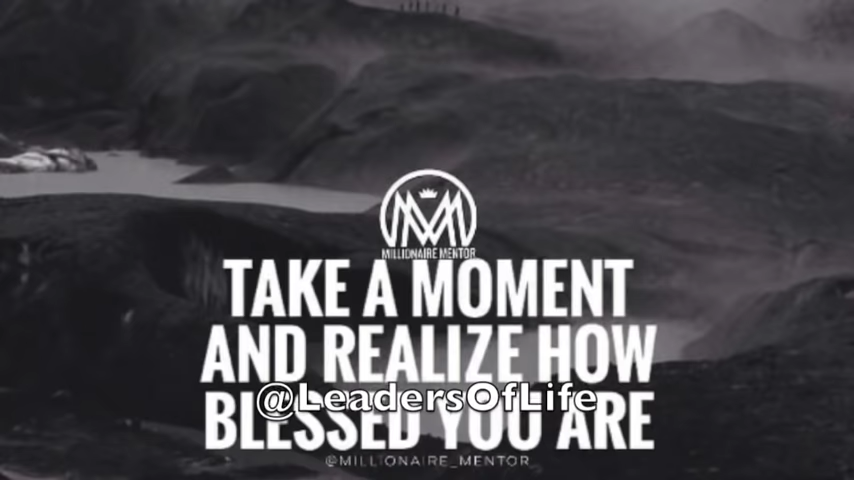 MILLIONAIRE MENTOR
TAKE A MOMENT
AND REALIZE HOW
@LeadersOfLife
BLESSED YOU ARE
@MILLIONAIRE_MENTOR